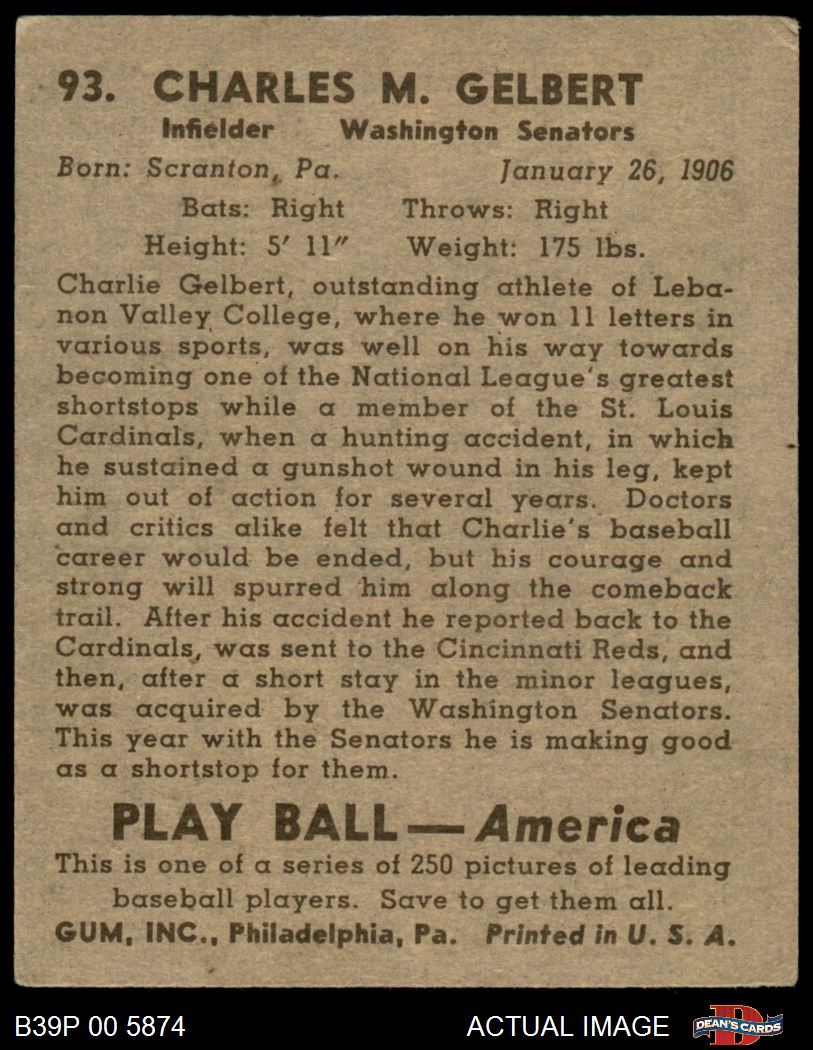 93. CHARLES M. GELBERT
Infielder Washington Senators
Born: Scranton, Pa. January 26, 1906
Bats: Right Throws: Right
Height: 5′ 11″ Weight: 175 lbs.
Charlie Gelbert, outstanding athlete of Leba-
non Valley College, where he won 11 letters in
various sports, was well on his way towards
becoming one of the National League's greatest
shortstops while a member of the St. Louis
Cardinals, when a hunting accident, in which
he sustained a gunshot wound in his leg, kept
him out of action for several years. Doctors
and critics alike felt that Charlie's baseball
career would be ended, but his courage and
strong will spurred him along the comeback
trail. After his accident he reported back to the
Cardinals, was sent to the Cincinnati Reds, and
then, after a short stay in the minor leagues,
was acquired by the Washington Senators.
This year with the Senators he is making good
as a shortstop for them.
PLAY BALL—America
This is one of a series of 250 pictures of leading
baseball players. Save to get them all.
GUM, INC., Philadelphia, Pa. Printed in U. S. A.
B39P 00 5874 ACTUAL IMAGE D DEAN'S CARDS